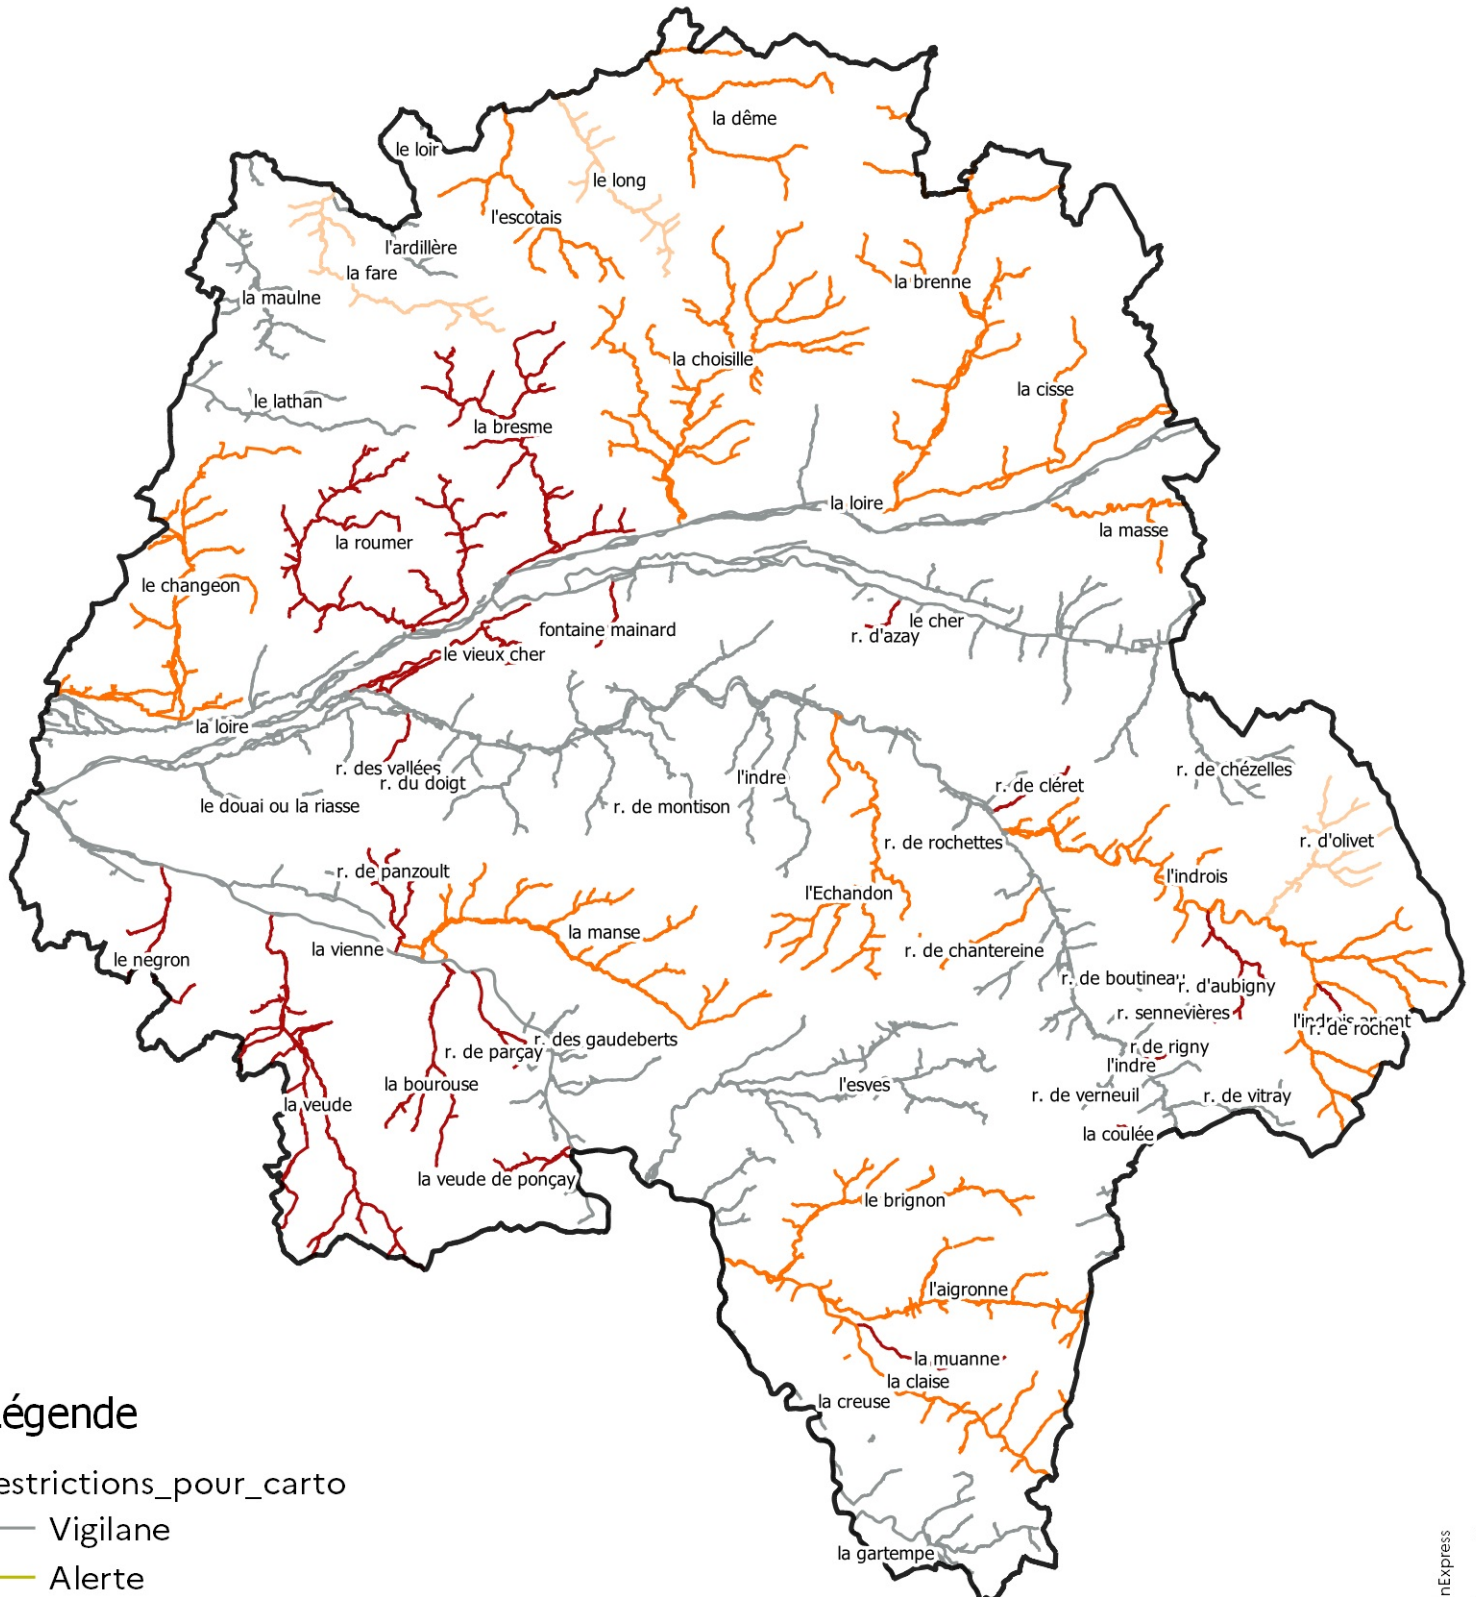 la dême
le loir
le long
l'escotais
l'ardillère
la fare
la brenne
la maulne
la choisille
la cisse
le lathan
la bresme
la loire
la masse
la roumer
le changeon
le cher
fontaine mainard
r. d'azay
le vieux cher
la loire
r. des vallées
r. du doigt
l'indre
r. de chézelles
r. de cléret
le douai ou la riasse
r. de montison
r. de rochettes
r. d'olivet
r. de panzoult
l'indrois
l'Echandon
la manse
la vienne
r. de chantereine
le négron
r. de boutineau
r. d'aubigny
r. sennevières
r. de roche
r. des gaudeberts
r. de parçay
r. de rigny
l'indre
la bourouse
l'esves
r. de verneuil
r. de vitray
la veude
la coulée
la veude de ponçay
le brignon
l'aigronne
la muanne
la claise
la creuse
Légende
estrictions_pour_carto
Vigilane
la gartempe
Alerte
nExpress